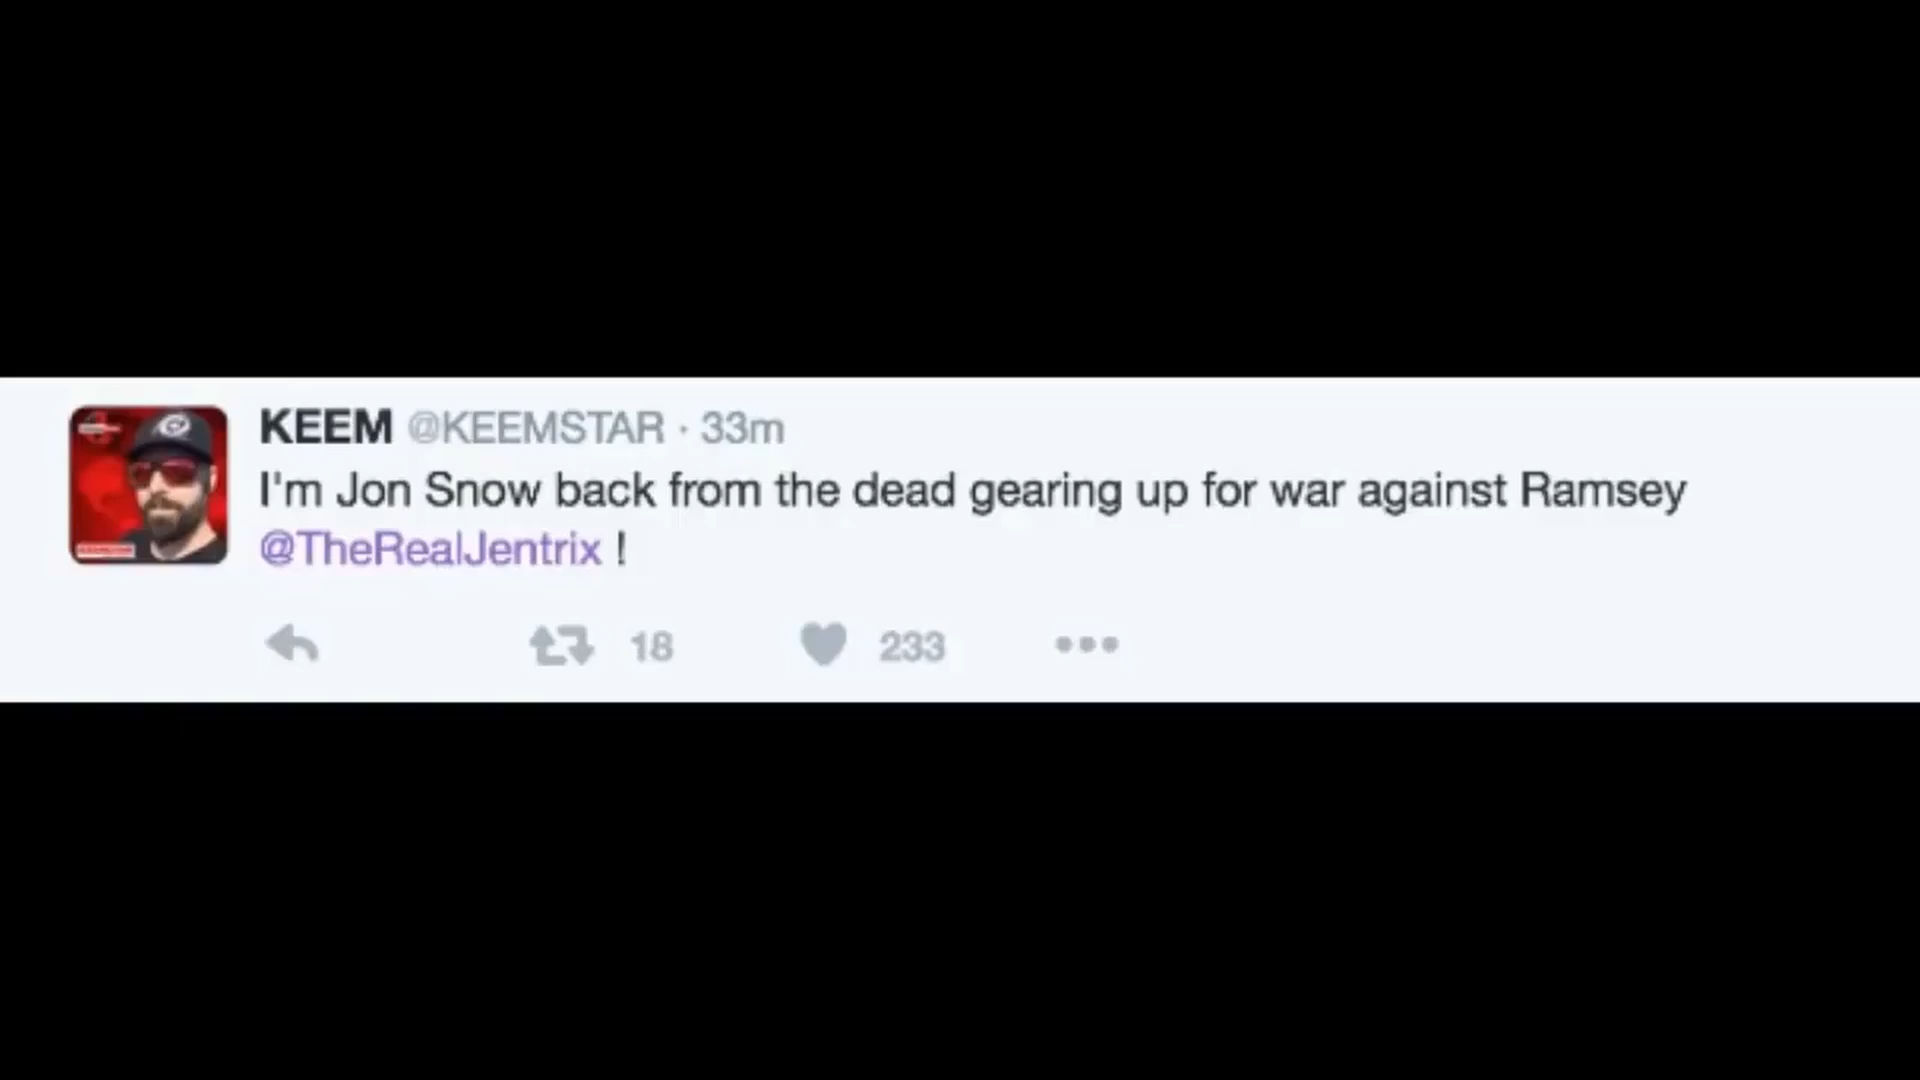 KEEM @KEEMSTAR · 33m
I'm Jon Snow back from the dead gearing up for war against Ramsey
@TheRealJentrix !
18 233